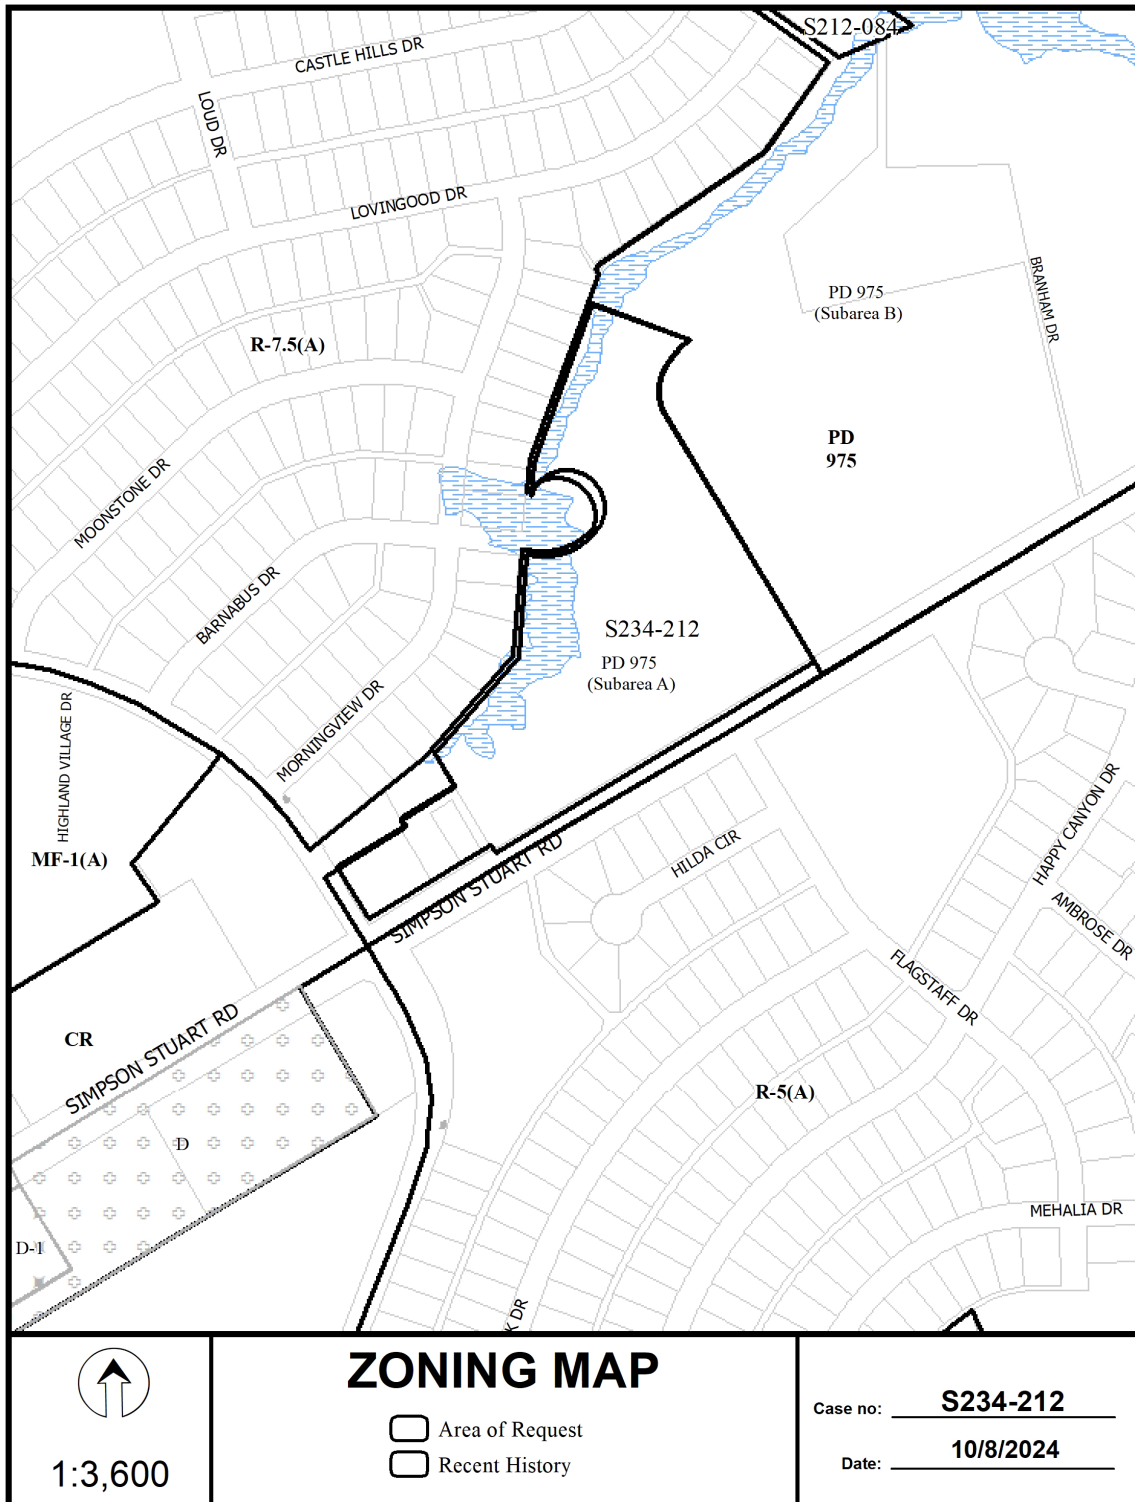 S212-084
CASTLE HILLS DR
LOUD DR
LOVINGOOD DR
BRANHAM DR
PD 975
(Subarea B)
R-7.5(A)
PD
975
MOONSTONE DR
BARNABUS DR
S234-212
PD 975
(Subarea A)
MORNINGVIEW DR
HIGHLAND VILLAGE DR
MF-1(A)
HAPPY CANYON DR
HILDA CIR
SIMPSON STUART RD
AMBROSE DR
FLAGSTAFF DR
CR
SIMPSON STUART RD
R-5(A)
D
MEHALIA DR
D-1
K DR
ZONING MAP
Area of Request
Recent History
1:3,600
Case no: S234-212
Date: 10/8/2024